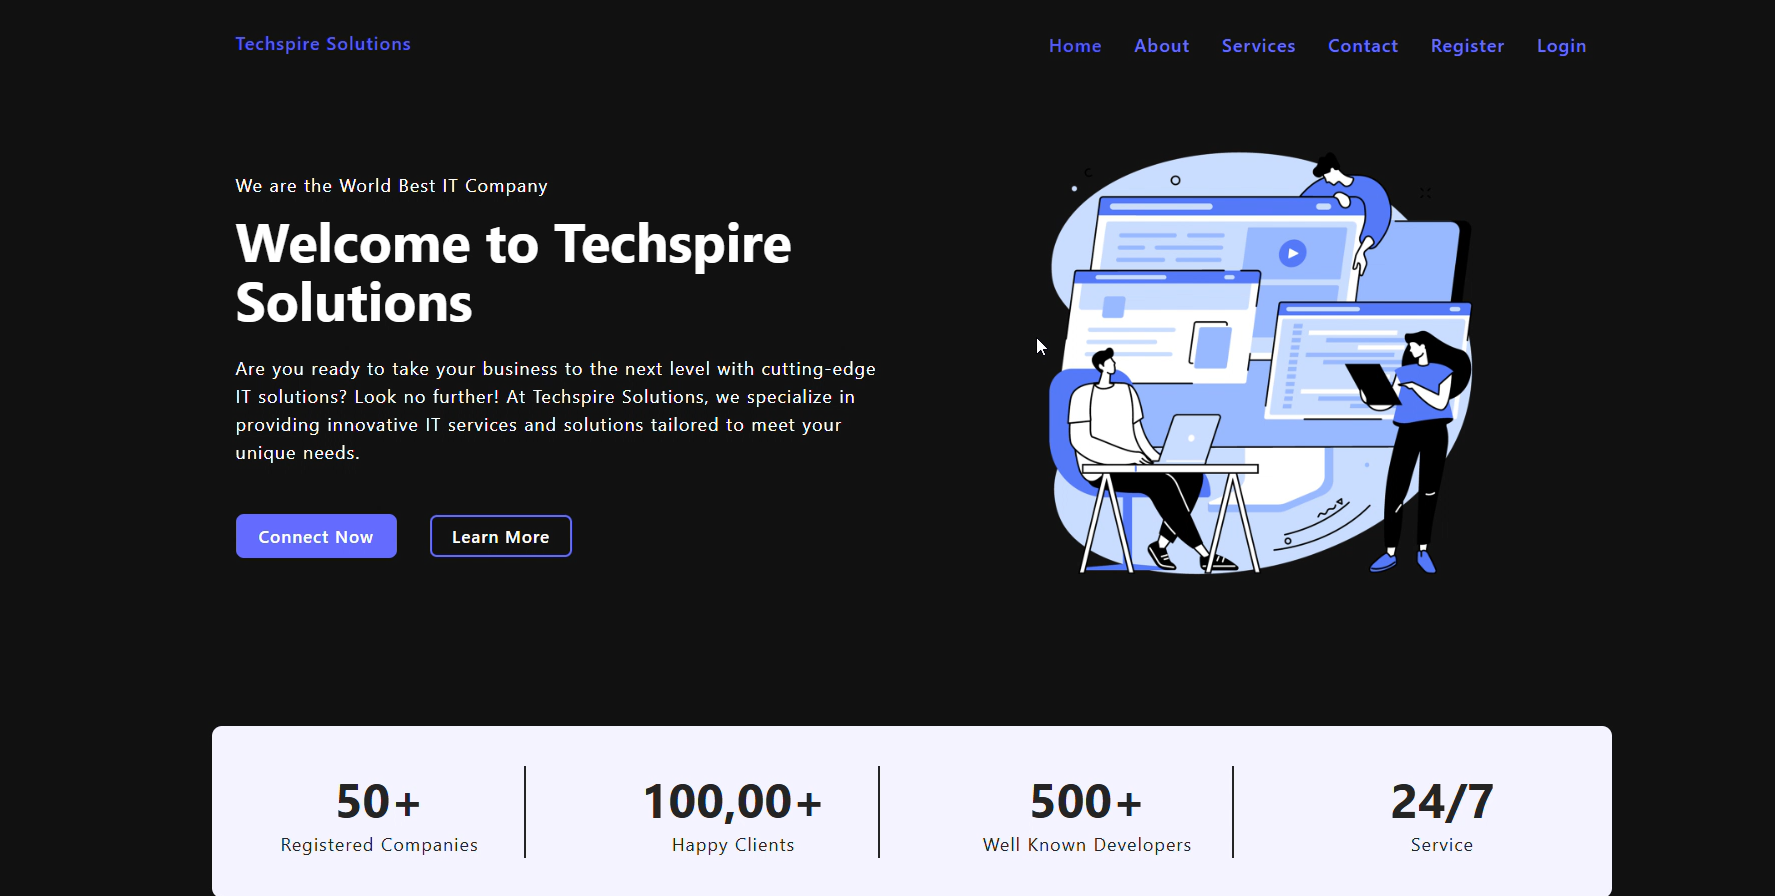 Techspire Solutions
Home About Services Contact Register Login
We are the World Best IT Company
Welcome to Techspire
Solutions
Are you ready to take your business to the next level with cutting-edge
IT solutions? Look no further! At Techspire Solutions, we specialize in
providing innovative IT services and solutions tailored to meet your
unique needs.
Connect Now Learn More
50+ 100,00+ 500+ 24/7
Registered Companies Happy Clients Well Known Developers Service